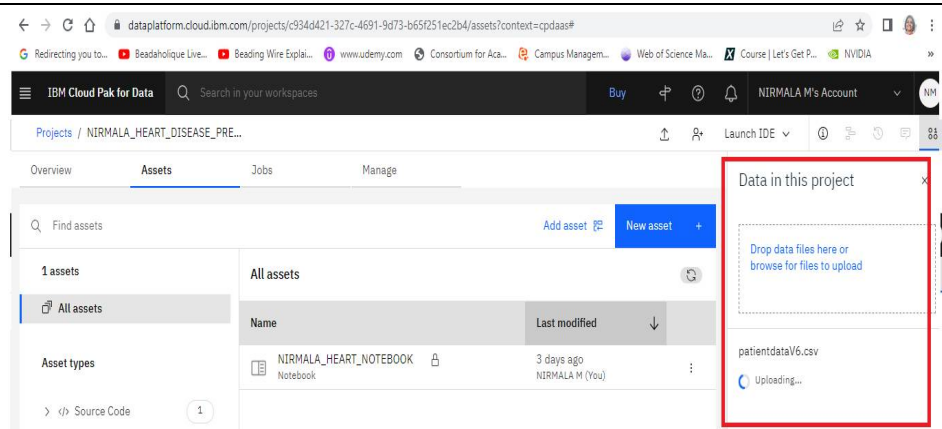 dataplatform.cloud.ibm.com/projects/c934d421-327c-4691-9d73-b65f251ec2b4/assets?context=cpdaas#
Redirecting you to... Beadaholique Live... Beading Wire Explai... www.udemy.com Consortium for Aca... Campus Managem... Web of Science Ma... Course | Let's Get P... NVIDIA »
IBM Cloud Pak for Data Search in your workspaces Buy NIRMALA M's Account NM
Projects / NIRMALA_HEART_DISEASE_PRE... Launch IDE
Overview Assets Jobs Manage
Data in this project
Find assets Add asset New asset +
Drop data files here or
browse for files to upload
1 assets All assets
All assets
Name Last modified
patientdataV6.csv
Uploading...
Asset types NIRMALA_HEART_NOTEBOOK 3 days ago
Notebook NIRMALA M (You)
> </> Source Code 1